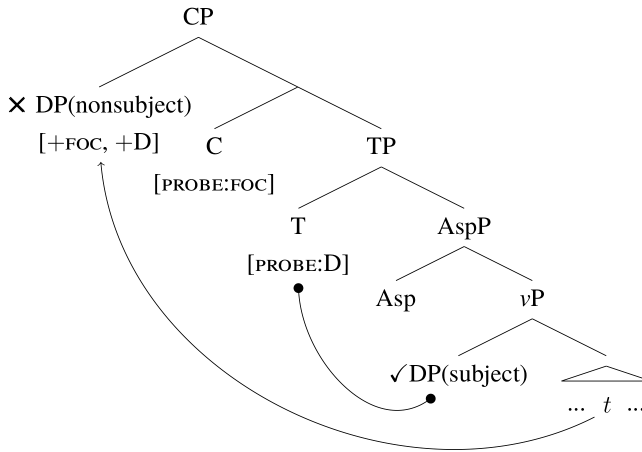 CP
✕ DP(nonsubject)
[+FOC, +D]
C
[PROBE:FOC]
TP
T
[PROBE:D]
AspP
Asp
vP
✓DP(subject)
... t ...